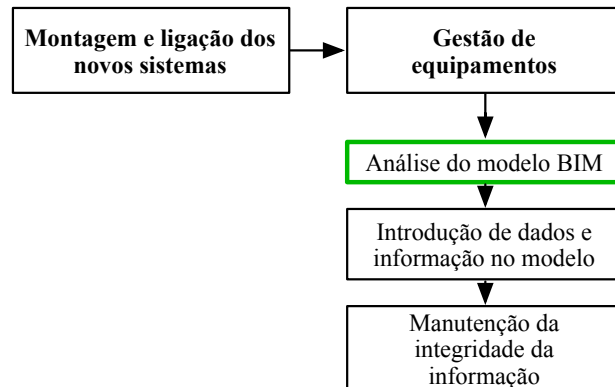 Montagem e ligação dos
novos sistemas
Gestão de
equipamentos
Análise do modelo BIM
Introdução de dados e
informação no modelo
Manutenção da
integridade da
informação